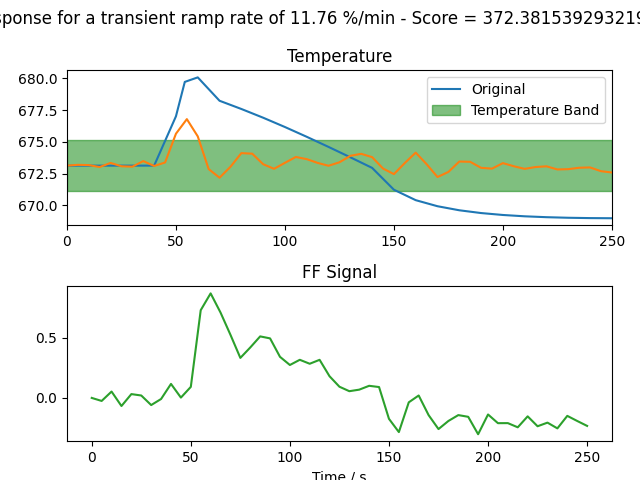 sponse for a transient ramp rate of 11.76 %/min - Score = 372.381539293219
Temperature
680.0
677.5
675.0
672.5
670.0
Original
Temperature Band
0 50 100 150 200 250
FF Signal
0.5
0.0
0 50 100 150 200 250
Time / s